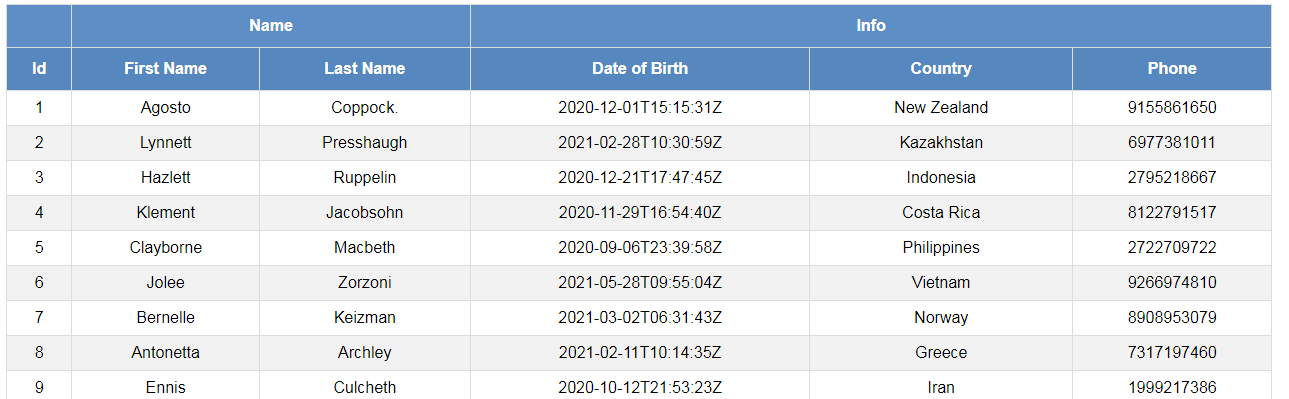 Name Info
Id First Name Last Name Date of Birth Country Phone
1 Agosto Coppock. 2020-12-01T15:15:31Z New Zealand 9155861650
2 Lynnett Presshaugh 2021-02-28T10:30:59Z Kazakhstan 6977381011
3 Hazlett Ruppelin 2020-12-21T17:47:45Z Indonesia 2795218667
4 Klement Jacobsohn 2020-11-29T16:54:40Z Costa Rica 8122791517
5 Clayborne Macbeth 2020-09-06T23:39:58Z Philippines 2722709722
6 Jolee Zorzoni 2021-05-28T09:55:04Z Vietnam 9266974810
7 Bernelle Keizman 2021-03-02T06:31:43Z Norway 8908953079
8 Antonetta Archley 2021-02-11T10:14:35Z Greece 7317197460
9 Ennis Culcheth 2020-10-12T21:53:23Z Iran 1999217386